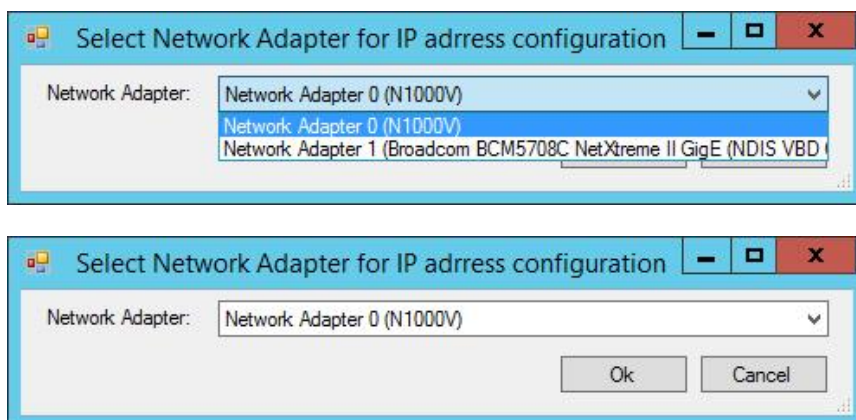 Select Network Adapter for IP adrress configuration
Network Adapter: Network Adapter 0 (N1000V)
Network Adapter 0 (N1000V)
Network Adapter 1 (Broadcom BCM5708C NetXtreme II GigE (NDIS VBD
Select Network Adapter for IP adrress configuration
Network Adapter: Network Adapter 0 (N1000V)
Ok Cancel